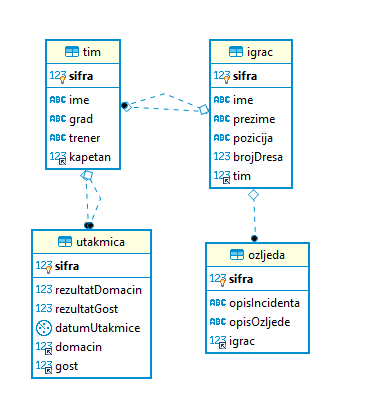 tim
123 sifra
ABC ime
ABC grad
ABC trener
123 kapetan
igrac
123 sifra
ABC ime
ABC prezime
ABC pozicija
123 brojDresa
123 tim
utakmica
123 sifra
123 rezultatDomacin
123 rezultatGost
datumUtakmice
123 domacin
123 gost
ozljeda
123 sifra
ABC opisIncidenta
ABC opisOzljede
123 igrac